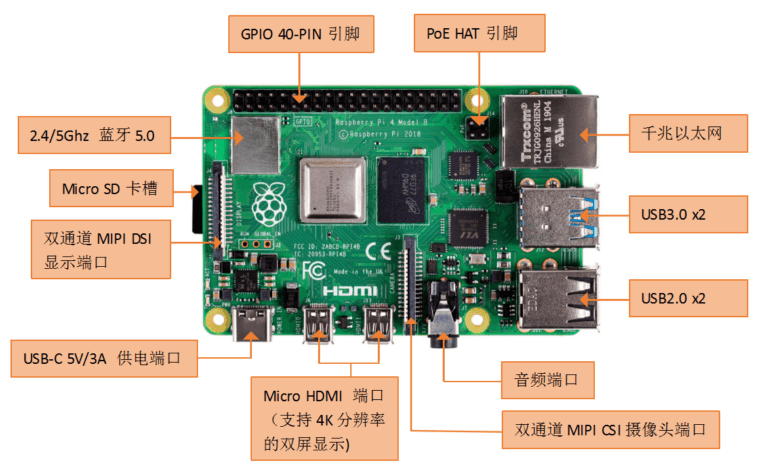 GPIO 40-PIN 引脚
PoE HAT 引脚
2.4/5Ghz 蓝牙 5.0
Micro SD 卡槽
双通道 MIPI DSI
显示端口
USB-C 5V/3A 供电端口
Micro HDMI 端口
（支持 4K 分辨率
的双屏显示)
音频端口
双通道 MIPI CSI 摄像头端口
千兆以太网
USB3.0 x2
USB2.0 x2
GPIO
Raspberry Pi 4 Model B
© Raspberry Pi 2018
ETHERNET
Trxcom
TRJG0926HENL
China M 1904
DISPLAY
RUN GLOBAL_EN
FCC ID: 2ABCB-RPI4B
IC: 20953-RPI4B
CE
FC
Made in the UK
HDMI
CAMERA